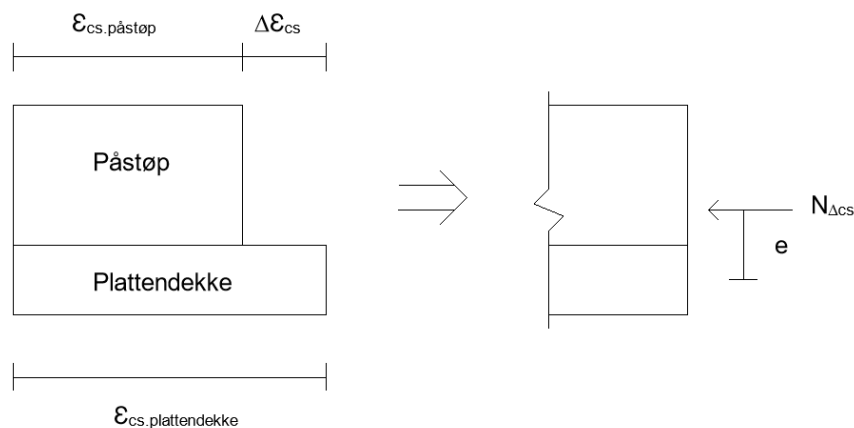 εcs.påstøp
Δεcs
Påstøp
Plattendekke
NΔcs
e
εcs.plattendekke